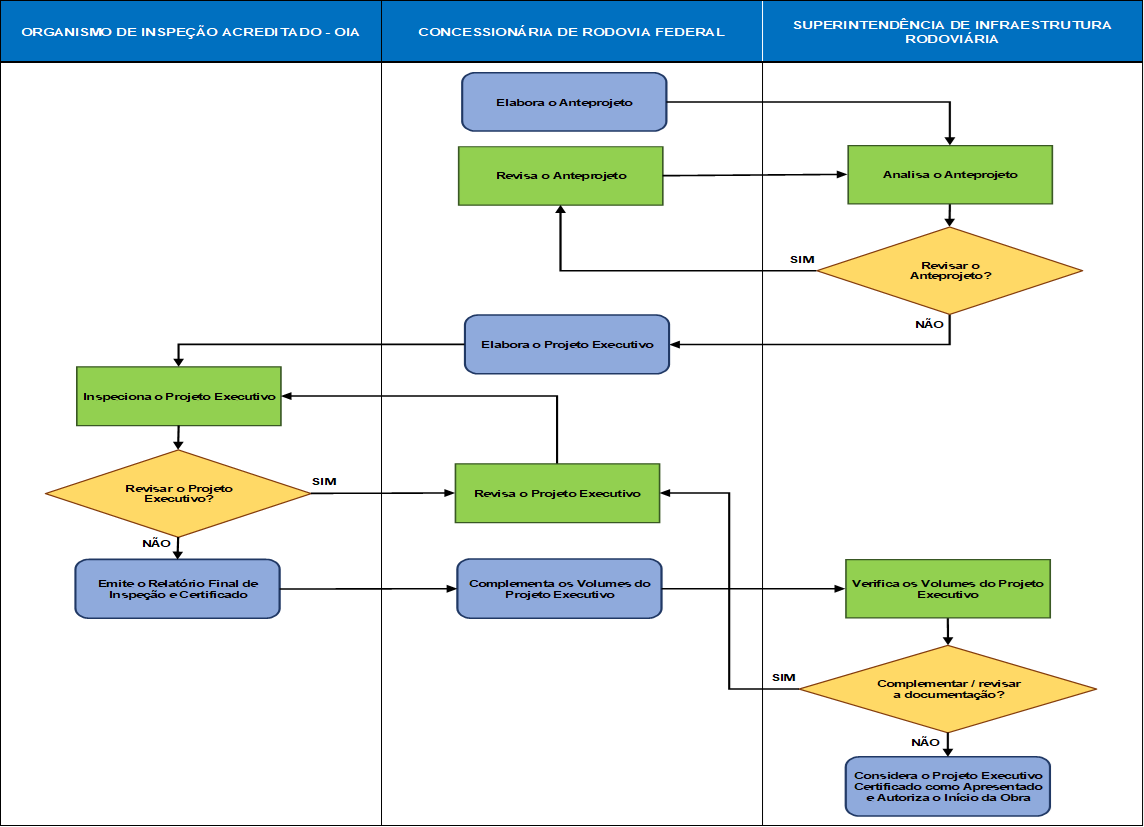 ORGANISMO DE INSPEÇÃO ACREDITADO - OIA
CONCESSIONÁRIA DE RODOVIA FEDERAL
SUPERINTENDÊNCIA DE INFRAESTRUTURA
RODOVIÁRIA
Elabora o Anteprojeto
Revisa o Anteprojeto
Analisa o Anteprojeto
SIM
Revisar o
Anteprojeto?
NÃO
Elabora o Projeto Executivo
Inspeciona o Projeto Executivo
Revisar o Projeto
Executivo?
SIM
Revisa o Projeto Executivo
NÃO
Emite o Relatório Final de
Inspeção e Certificado
Complementa os Volumes do
Projeto Executivo
Verifica os Volumes do Projeto
Executivo
SIM
Complementar / revisar
a documentação?
NÃO
Considera o Projeto Executivo
Certificado como Apresentado
e Autoriza o Início da Obra